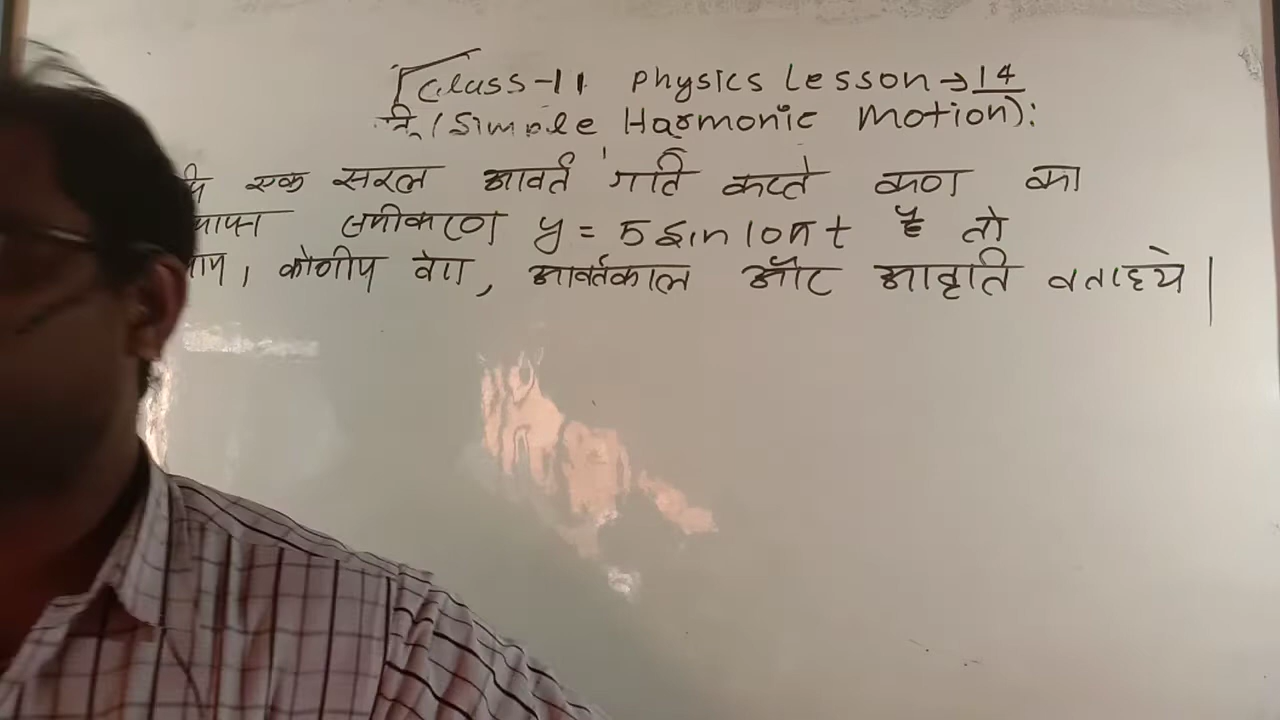 Class-11 Physics Lesson→14
(Simple Harmonic Motion):
एक सरल आवर्त गति करते कण का
समीकरण y = 5 sin 10πt है तो
कोणीय वेग, आवर्तकाल और आवृति बताइये।